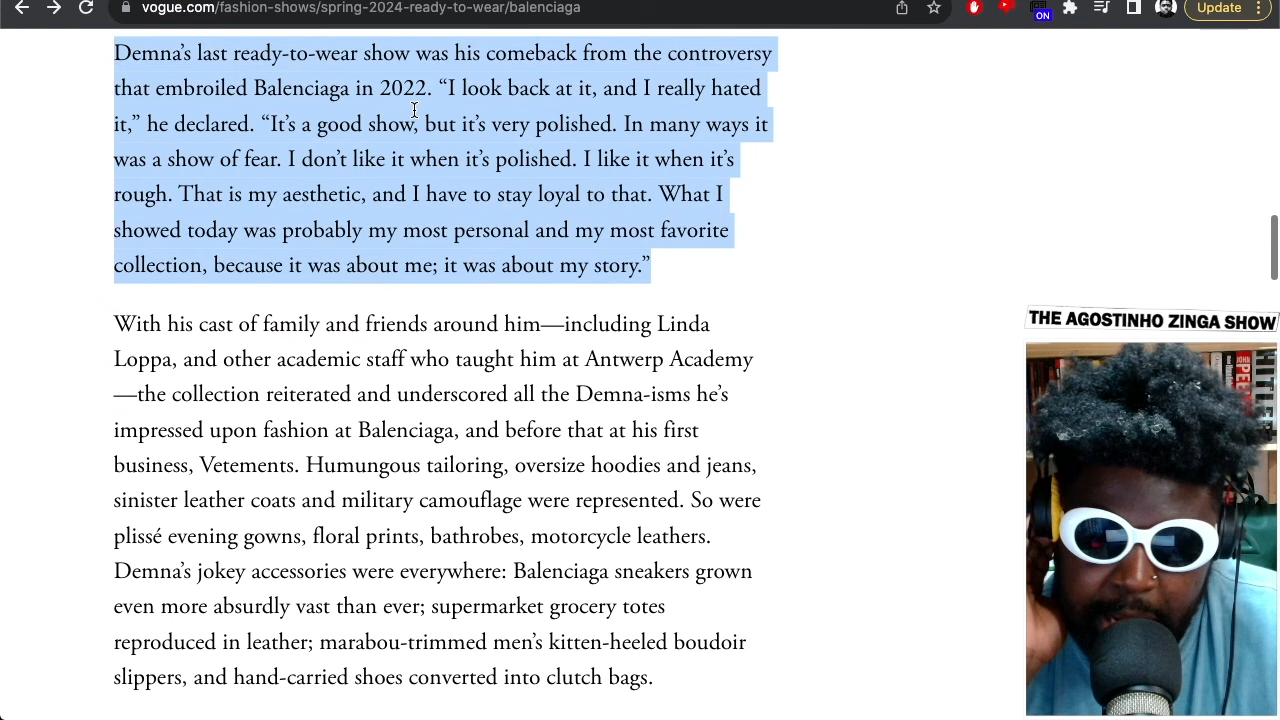 vogue.com/fashion-shows/spring-2024-ready-to-wear/balenciaga
ON
Update
Demna’s last ready-to-wear show was his comeback from the controversy
that embroiled Balenciaga in 2022. “I look back at it, and I really hated
it,” he declared. “It’s a good show, but it’s very polished. In many ways it
was a show of fear. I don’t like it when it’s polished. I like it when it’s
rough. That is my aesthetic, and I have to stay loyal to that. What I
showed today was probably my most personal and my most favorite
collection, because it was about me; it was about my story.”
With his cast of family and friends around him—including Linda
Loppa, and other academic staff who taught him at Antwerp Academy
—the collection reiterated and underscored all the Demna-isms he’s
impressed upon fashion at Balenciaga, and before that at his first
business, Vetements. Humungous tailoring, oversize hoodies and jeans,
sinister leather coats and military camouflage were represented. So were
plissé evening gowns, floral prints, bathrobes, motorcycle leathers.
Demna’s jokey accessories were everywhere: Balenciaga sneakers grown
even more absurdly vast than ever; supermarket grocery totes
reproduced in leather; marabou-trimmed men’s kitten-heeled boudoir
slippers, and hand-carried shoes converted into clutch bags.
THE AGOSTINHO ZINGA SHOW